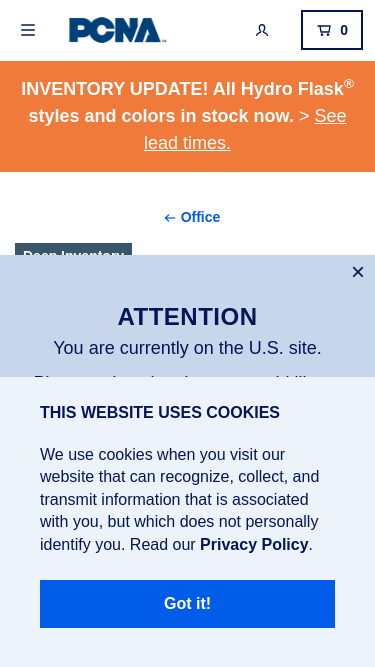 PCNA
0
INVENTORY UPDATE! All Hydro Flask®
styles and colors in stock now. > See
lead times.
← Office
Deep Inventory
×
ATTENTION
You are currently on the U.S. site.
THIS WEBSITE USES COOKIES
We use cookies when you visit our
website that can recognize, collect, and
transmit information that is associated
with you, but which does not personally
identify you. Read our Privacy Policy.
Got it!